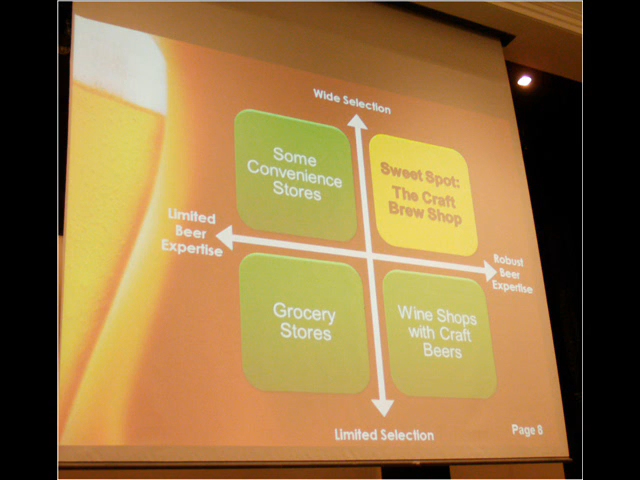 Wide Selection
Some
Convenience
Stores
Sweet Spot:
The Craft
Brew Shop
Limited
Beer
Expertise
Robust
Beer
Expertise
Grocery
Stores
Wine Shops
with Craft
Beers
Limited Selection
Page 8